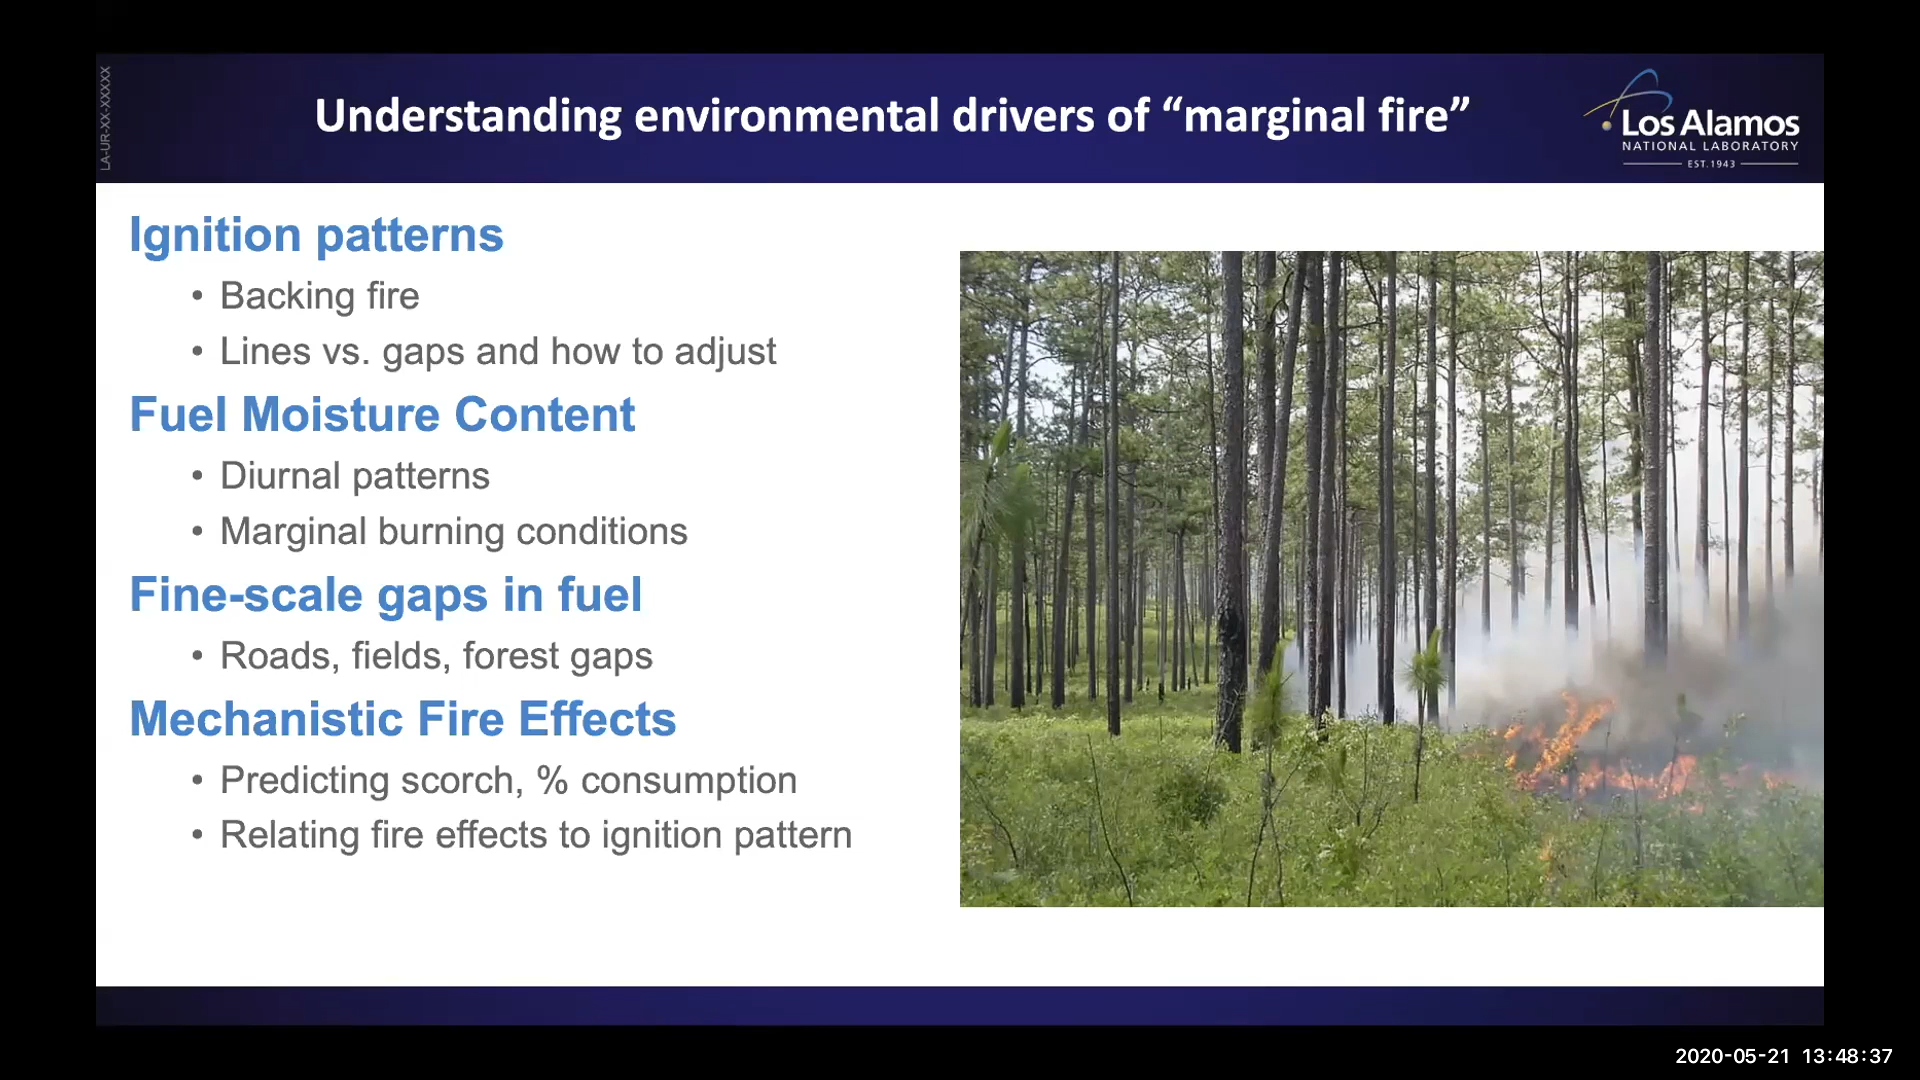 LA-UR-XX-XXXXX
Understanding environmental drivers of “marginal fire”
Los Alamos
NATIONAL LABORATORY
EST.1943
Ignition patterns
• Backing fire
• Lines vs. gaps and how to adjust
Fuel Moisture Content
• Diurnal patterns
• Marginal burning conditions
Fine-scale gaps in fuel
• Roads, fields, forest gaps
Mechanistic Fire Effects
• Predicting scorch, % consumption
• Relating fire effects to ignition pattern
2020-05-21 13:48:37